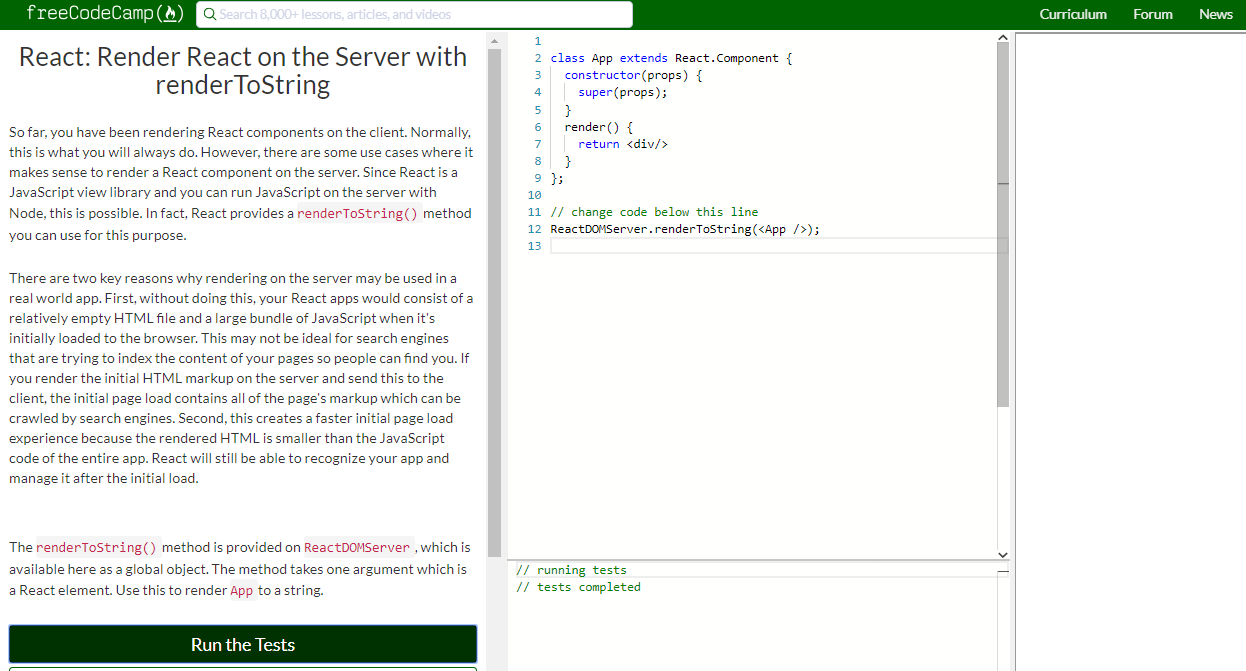 freeCodeCamp
Search 8,000+ lessons, articles, and videos
Curriculum
Forum
News
React: Render React on the Server with
renderToString
So far, you have been rendering React components on the client. Normally,
this is what you will always do. However, there are some use cases where it
makes sense to render a React component on the server. Since React is a
JavaScript view library and you can run JavaScript on the server with
Node, this is possible. In fact, React provides a renderToString() method
you can use for this purpose.
There are two key reasons why rendering on the server may be used in a
real world app. First, without doing this, your React apps would consist of a
relatively empty HTML file and a large bundle of JavaScript when it's
initially loaded to the browser. This may not be ideal for search engines
that are trying to index the content of your pages so people can find you. If
you render the initial HTML markup on the server and send this to the
client, the initial page load contains all of the page's markup which can be
crawled by search engines. Second, this creates a faster initial page load
experience because the rendered HTML is smaller than the JavaScript
code of the entire app. React will still be able to recognize your app and
manage it after the initial load.
The renderToString() method is provided on ReactDOMServer , which is
available here as a global object. The method takes one argument which is
a React element. Use this to render App to a string.
Run the Tests
1
2 class App extends React.Component {
3   constructor(props) {
4     super(props);
5   }
6   render() {
7     return <div/>
8   }
9 };
10
11 // change code below this line
12 ReactDOMServer.renderToString(<App />);
13
// running tests
// tests completed